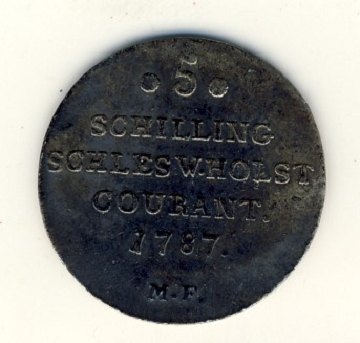 • 5 •
SCHILLING
SCHLESW.HOLST
COURANT.
1787.
M.F.